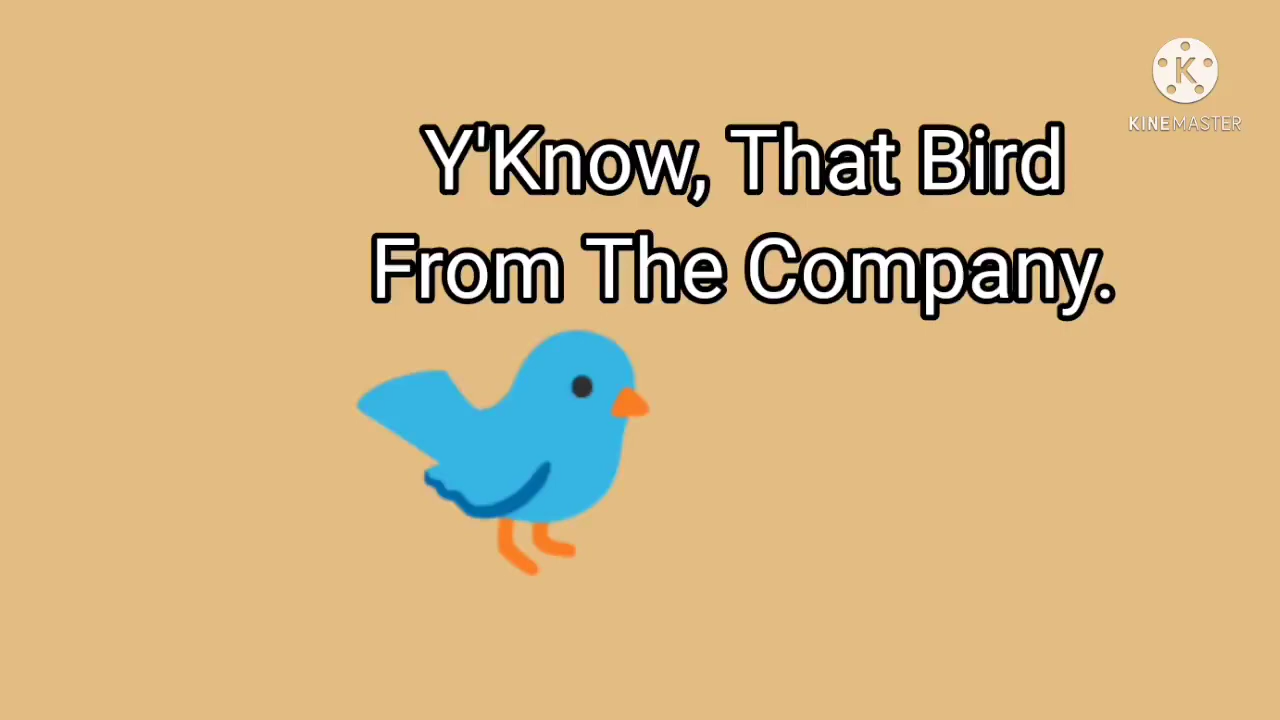 Y'Know, That Bird
From The Company.
K
KINEMASTER